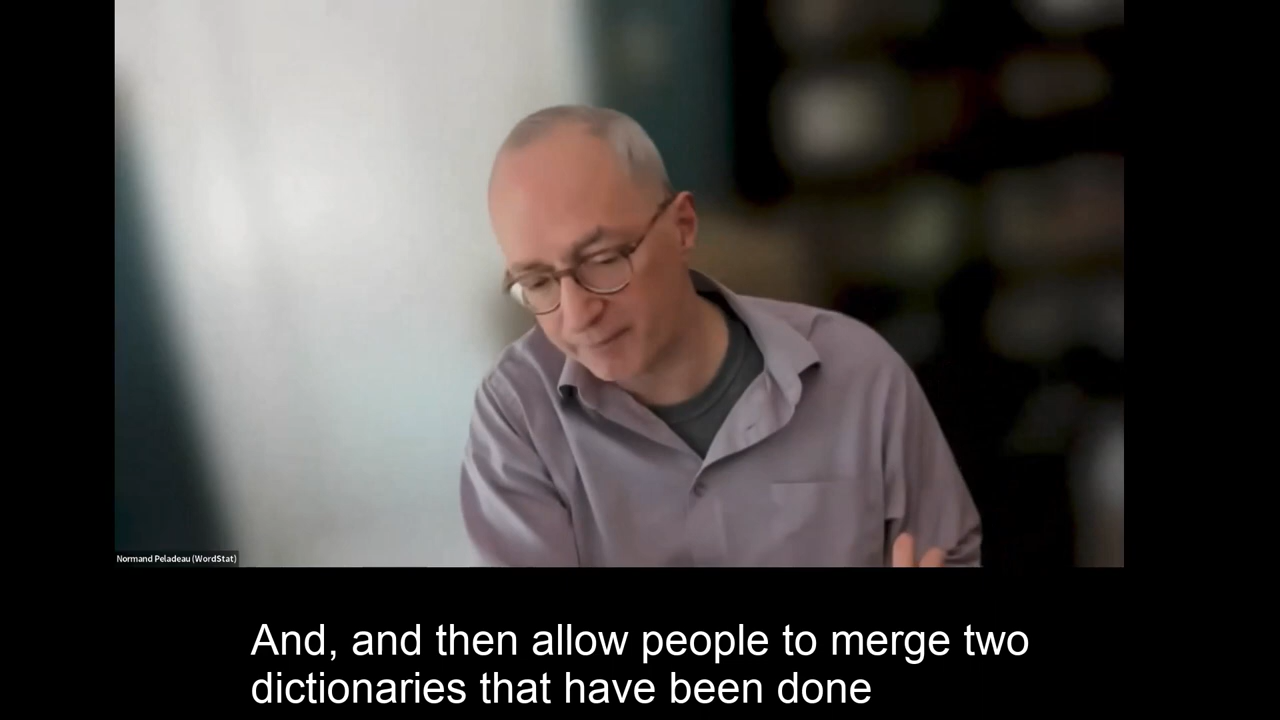 Normand Peladeau (WordStat)
And, and then allow people to merge two
dictionaries that have been done